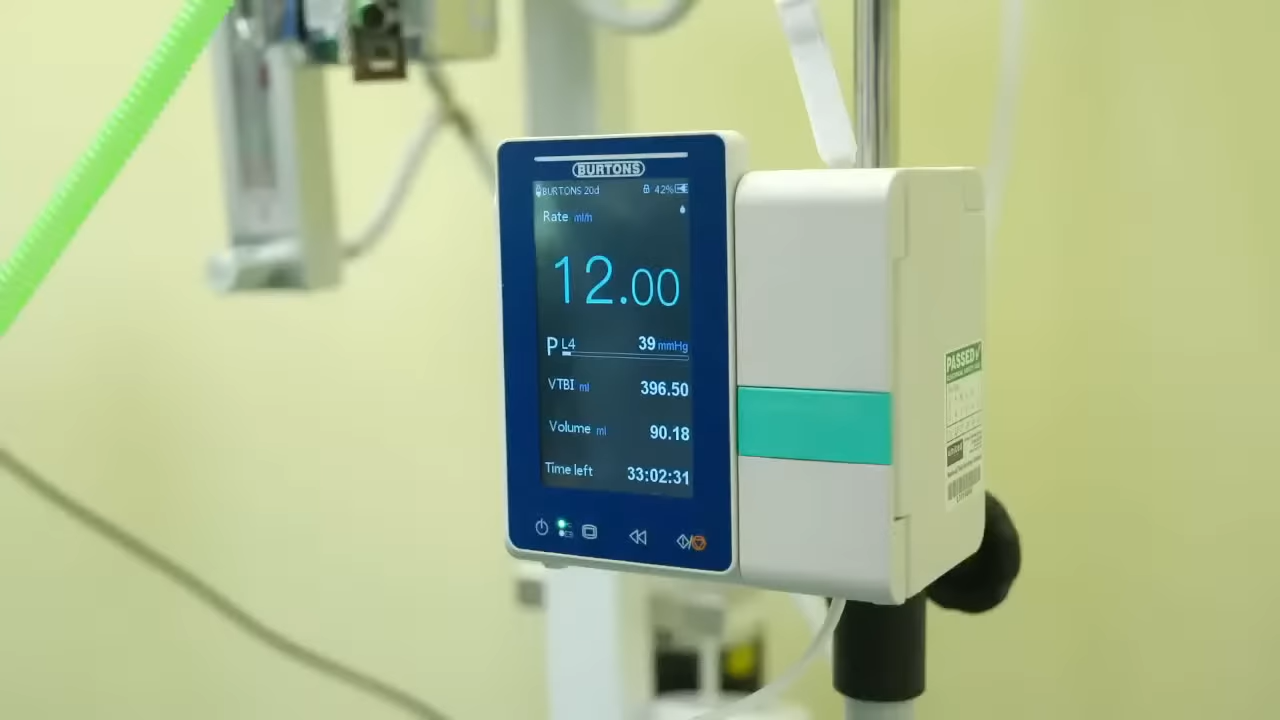 BURTONS
BURTONS 20d 42%
Rate ml/h
12.00
P L4 39 mmHg
VTBI ml 396.50
Volume ml 90.18
Time left 33:02:31
PASSED